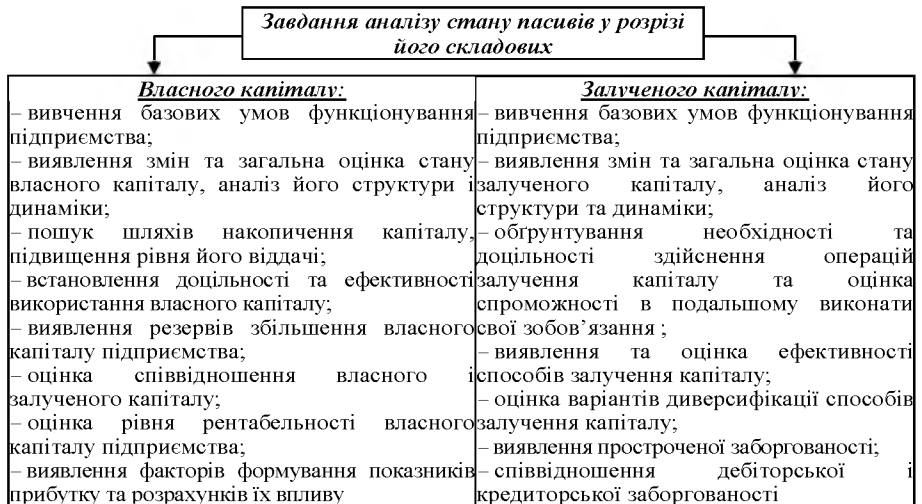 Завдання аналізу стану пасивів у розрізі
його складових
Власного капіталу:
– вивчення базових умов функціонування
підприємства;
– виявлення змін та загальна оцінка стану
власного капіталу, аналіз його структури і
динаміки;
– пошук шляхів накопичення капіталу,
підвищення рівня його віддачі;
– встановлення доцільності та ефективності
використання власного капіталу;
– виявлення резервів збільшення власного
капіталу підприємства;
– оцінка співвідношення власного і
залученого капіталу;
– оцінка рівня рентабельності власного
капіталу підприємства;
– виявлення факторів формування показників
прибутку та розрахунків їх впливу
Залученого капіталу:
– вивчення базових умов функціонування
підприємства;
– виявлення змін та загальна оцінка стану
залученого капіталу, аналіз його
структури та динаміки;
– обґрунтування необхідності та
доцільності здійснення операцій
залучення капіталу та оцінка
спроможності в подальшому виконати
свої зобов’язання ;
– виявлення та оцінка ефективності
способів залучення капіталу;
– оцінка варіантів диверсифікації способів
залучення капіталу;
– виявлення простроченої заборгованості;
– співвідношення дебіторської і
кредиторської заборгованості